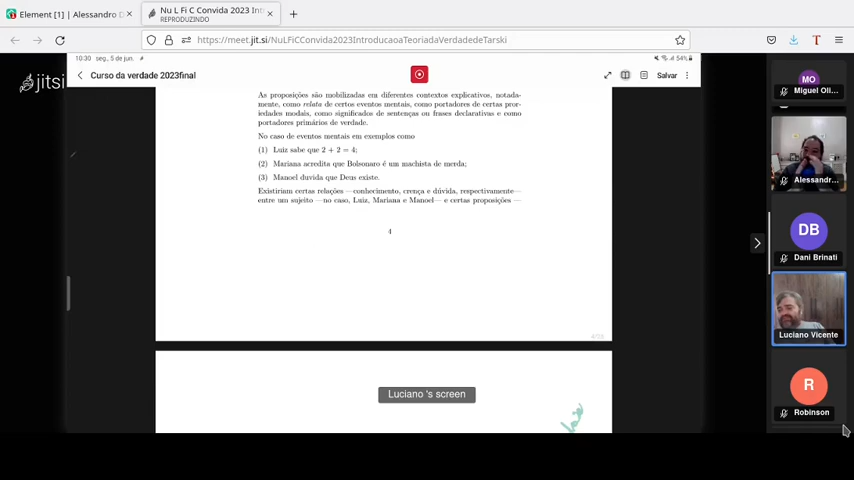 Element [1] | Alessandro D
Nu L Fi C Convida 2023 Intr
REPRODUZINDO
https://meet.jit.si/NuLFiCConvida2023IntroducaoaTeoriadaVerdadedeTarski
10:30 seg., 5 de jun.
54%
jitsi
Curso da verdade 2023final
Salvar
As proposições são mobilizadas em diferentes contextos explicativos, notada-
mente, como relata de certos eventos mentais, como portadores de certas pro-
riedades modais, como significados de sentenças ou frases declarativas e como
portadores primários de verdade.
No caso de eventos mentais em exemplos como
(1) Luiz sabe que 2 + 2 = 4;
(2) Mariana acredita que Bolsonaro é um machista de merda;
(3) Manoel duvida que Deus existe.
Existiriam certas relações —conhecimento, crença e dúvida, respectivamente—
entre um sujeito —no caso, Luiz, Mariana e Manoel— e certas proposições —
4
Luciano 's screen
MO
Miguel Oli...
Alessandr...
DB
Dani Brinati
Luciano Vicente
R
Robinson